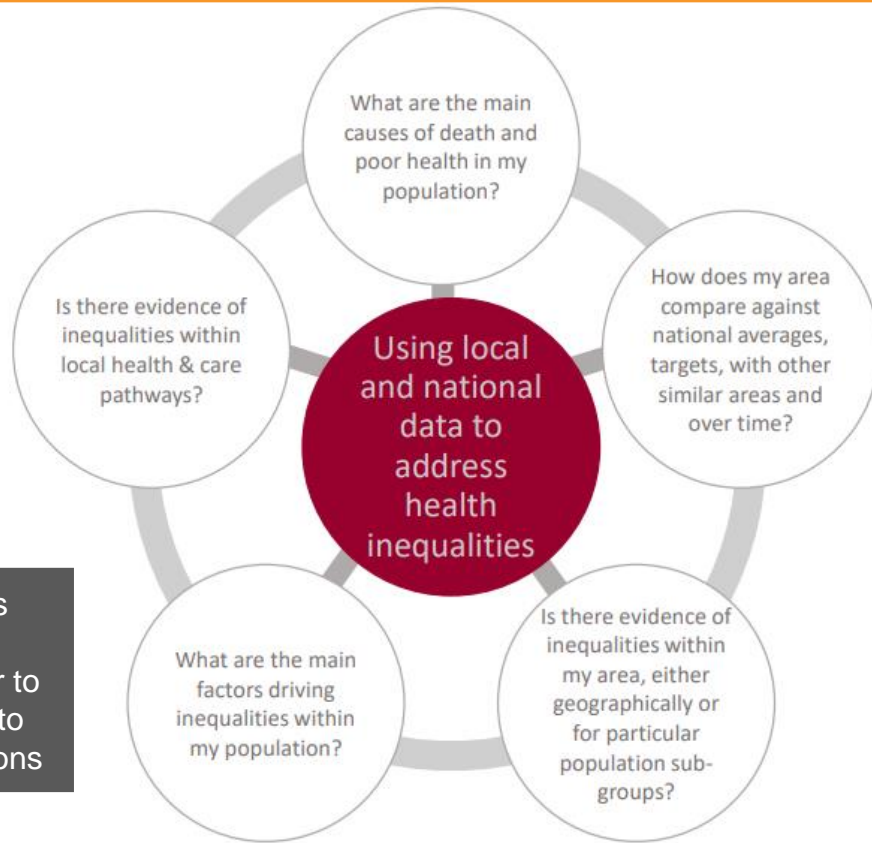 What are the main
causes of death and
poor health in my
population?
How does my area
compare against
national averages,
targets, with other
similar areas and
over time?
Is there evidence of
inequalities within
my area, either
geographically or
for particular
population sub-
groups?
What are the main
factors driving
inequalities within
my population?
Is there evidence of
inequalities within
local health & care
pathways?
Using local
and national
data to
address
health
inequalities
s
r to
to
ons